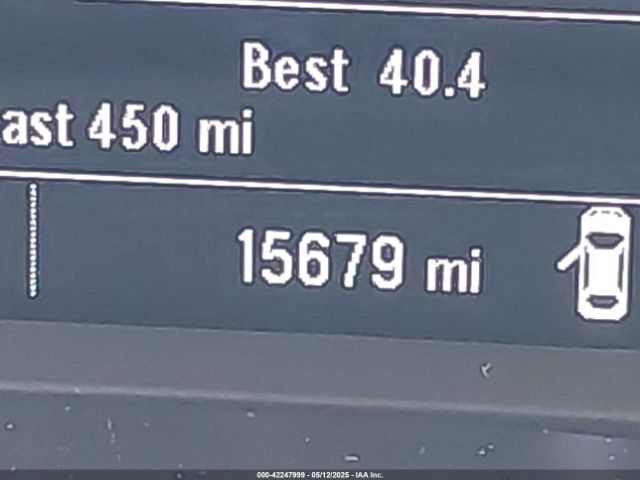 Best 40.4
ast 450 mi
15679 mi
000-42247999 - 05/12/2025 - IAA Inc.